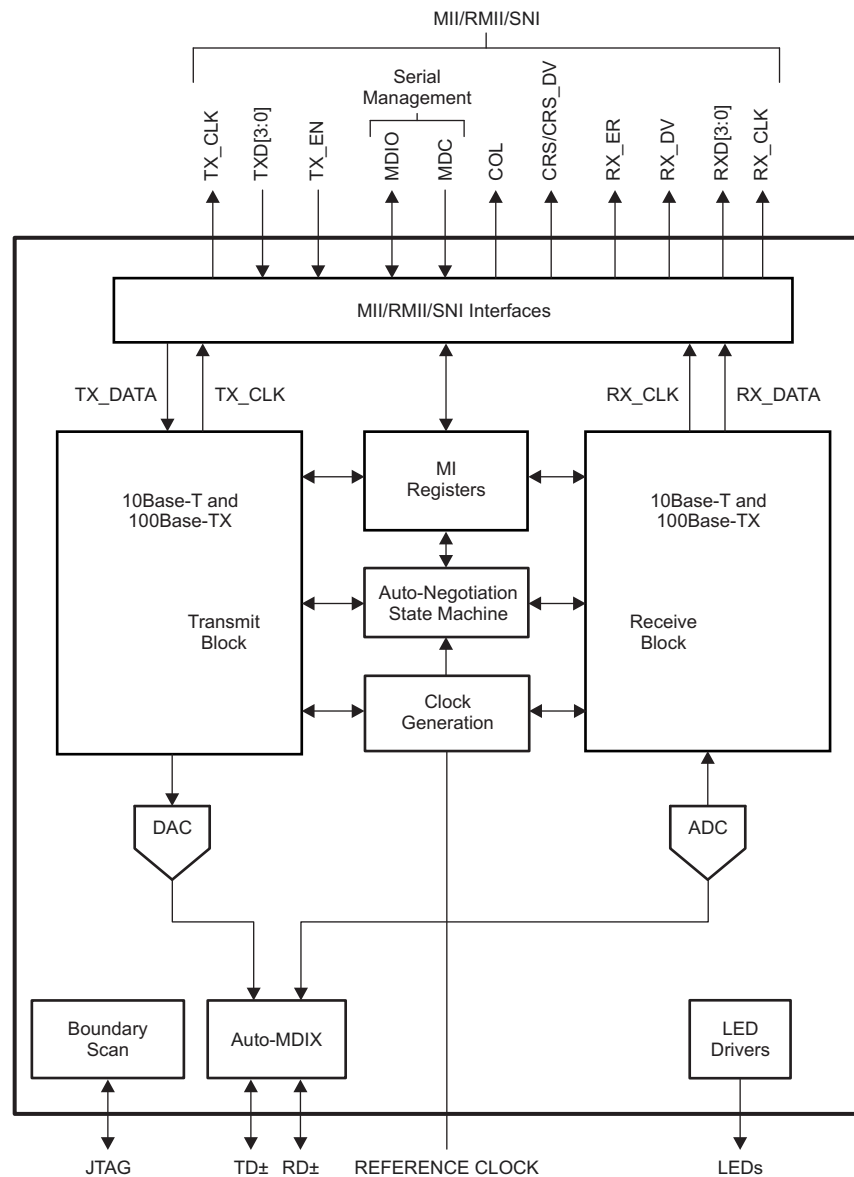 MII/RMII/SNI
Serial
Management
TX_CLK
TXD[3:0]
TX_EN
MDIO
MDC
COL
CRS/CRS_DV
RX_ER
RX_DV
RXD[3:0]
RX_CLK
MII/RMII/SNI Interfaces
TX_DATA
TX_CLK
RX_CLK
RX_DATA
10Base-T and
100Base-TX
Transmit
Block
MI
Registers
Auto-Negotiation
State Machine
Clock
Generation
10Base-T and
100Base-TX
Receive
Block
DAC
ADC
Boundary
Scan
Auto-MDIX
LED
Drivers
JTAG
TD±
RD±
REFERENCE CLOCK
LEDs